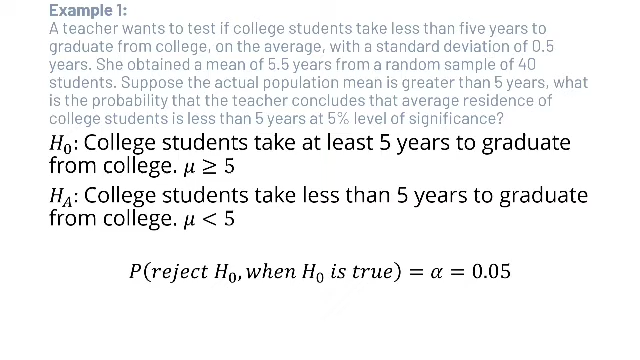 Example 1:
A teacher wants to test if college students take less than five years to
graduate from college, on the average, with a standard deviation of 0.5
years. She obtained a mean of 5.5 years from a random sample of 40
students. Suppose the actual population mean is greater than 5 years, what
is the probability that the teacher concludes that average residence of
college students is less than 5 years at 5% level of significance?
H₀: College students take at least 5 years to graduate
from college. μ ≥ 5
H_A: College students take less than 5 years to graduate
from college. μ < 5
P(reject H₀, when H₀ is true) = α = 0.05